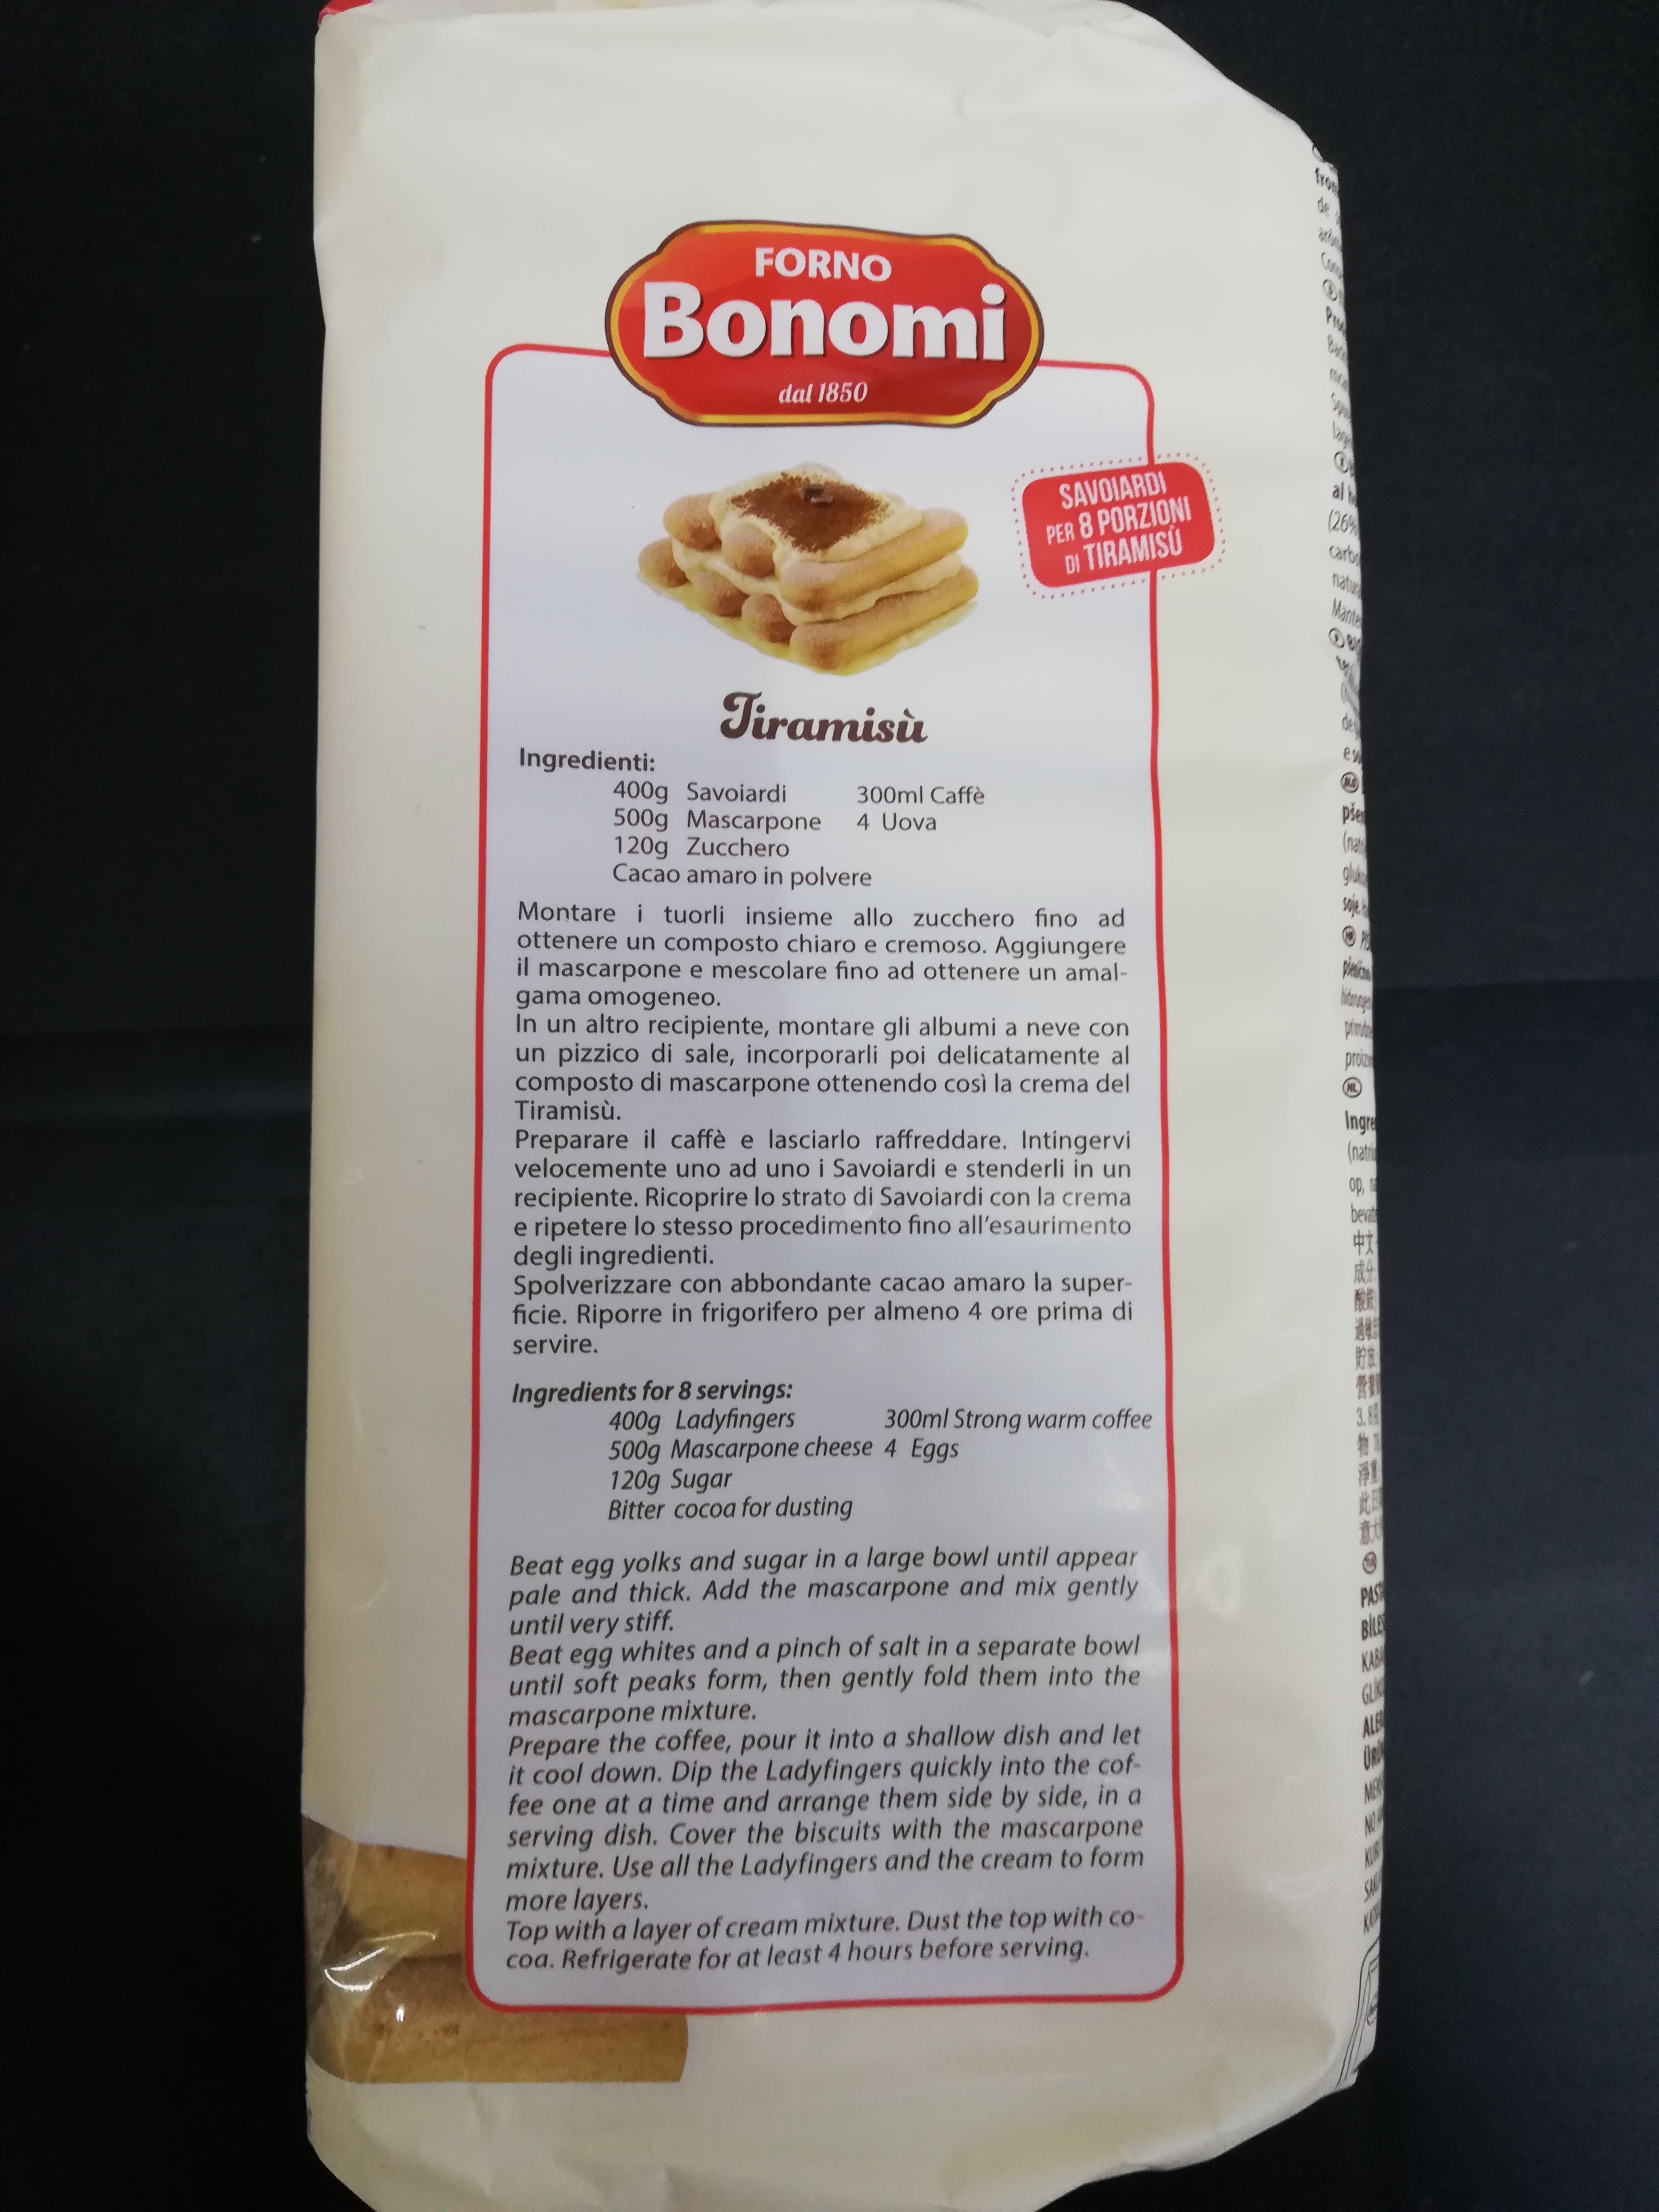 FORNO
Bonomi
dal 1850
SAVOIARDI
PER 8 PORZIONI
DI TIRAMISÙ
Tiramisù
Ingredienti:
400g Savoiardi 300ml Caffè
500g Mascarpone 4 Uova
120g Zucchero
Cacao amaro in polvere
Montare i tuorli insieme allo zucchero fino ad
ottenere un composto chiaro e cremoso. Aggiungere
il mascarpone e mescolare fino ad ottenere un amal-
gama omogeneo.
In un altro recipiente, montare gli albumi a neve con
un pizzico di sale, incorporarli poi delicatamente al
composto di mascarpone ottenendo così la crema del
Tiramisù.
Preparare il caffè e lasciarlo raffreddare. Intingervi
velocemente uno ad uno i Savoiardi e stenderli in un
recipiente. Ricoprire lo strato di Savoiardi con la crema
e ripetere lo stesso procedimento fino all'esaurimento
degli ingredienti.
Spolverizzare con abbondante cacao amaro la super-
ficie. Riporre in frigorifero per almeno 4 ore prima di
servire.
Ingredients for 8 servings:
400g Ladyfingers 300ml Strong warm coffee
500g Mascarpone cheese 4 Eggs
120g Sugar
Bitter cocoa for dusting
Beat egg yolks and sugar in a large bowl until appear
pale and thick. Add the mascarpone and mix gently
until very stiff.
Beat egg whites and a pinch of salt in a separate bowl
until soft peaks form, then gently fold them into the
mascarpone mixture.
Prepare the coffee, pour it into a shallow dish and let
it cool down. Dip the Ladyfingers quickly into the cof-
fee one at a time and arrange them side by side, in a
serving dish. Cover the biscuits with the mascarpone
mixture. Use all the Ladyfingers and the cream to form
more layers.
Top with a layer of cream mixture. Dust the top with co-
coa. Refrigerate for at least 4 hours before serving.
de
al
(26%
NL
op,
中文
成分